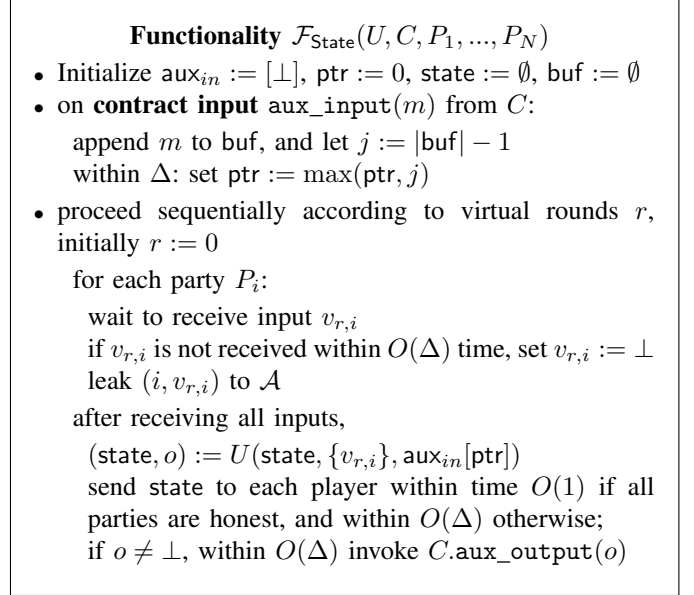 Functionality F_State(U, C, P_1, ..., P_N)
• Initialize aux_in := [⊥], ptr := 0, state := ∅, buf := ∅
• on contract input aux_input(m) from C:
append m to buf, and let j := |buf| − 1
within Δ: set ptr := max(ptr, j)
• proceed sequentially according to virtual rounds r,
initially r := 0
for each party P_i:
wait to receive input v_{r,i}
if v_{r,i} is not received within O(Δ) time, set v_{r,i} := ⊥
leak (i, v_{r,i}) to A
after receiving all inputs,
(state, o) := U(state, {v_{r,i}}, aux_in[ptr])
send state to each player within time O(1) if all
parties are honest, and within O(Δ) otherwise;
if o ≠ ⊥, within O(Δ) invoke C.aux_output(o)